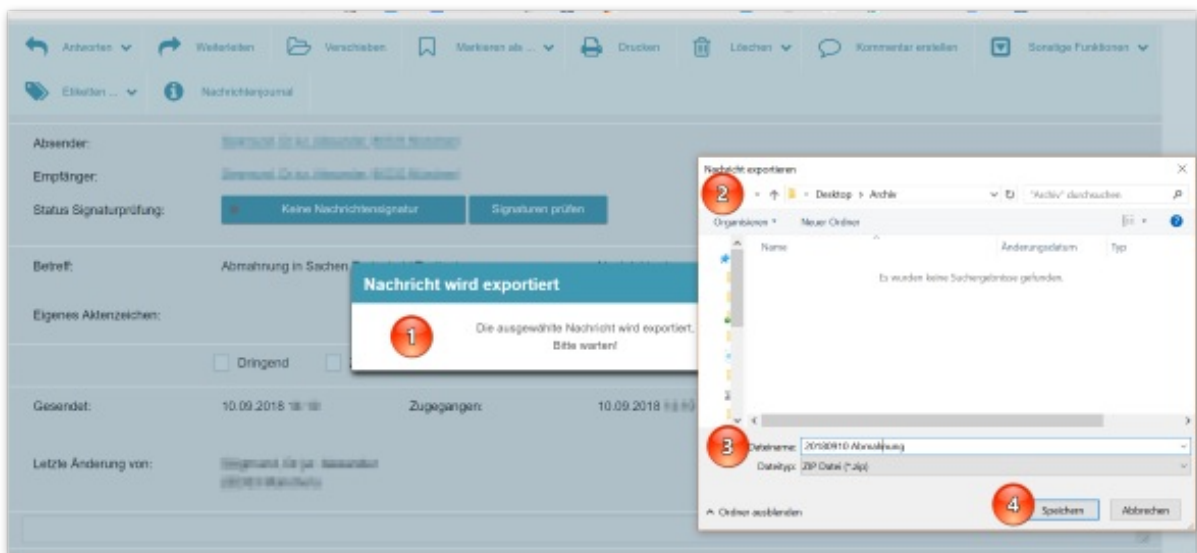 Antworten Weiterleiten Verschieben Markieren als ... Drucken Löschen Kommentar erstellen Sonstige Funktionen
Etiketten ... Nachrichtenjournal
Absender:
Empfänger:
Status Signaturprüfung: Keine Nachrichtensignatur Signaturen prüfen
Betreff: Abmahnung in Sachen
Eigenes Aktenzeichen:
Dringend
Gesendet: 10.09.2018 Zugegangen: 10.09.2018
Letzte Änderung von:
Nachricht wird exportiert
1
Die ausgewählte Nachricht wird exportiert.
Bitte warten!
Nachricht exportieren
2
Desktop Archiv "Archiv" durchsuchen
Organisieren Neuer Ordner
Name Änderungsdatum Typ
Es wurden keine Suchergebnisse gefunden.
3
Dateiname: 20180910 Abmahnung
Dateityp: ZIP Datei (*.zip)
Ordner ausblenden
4
Speichern Abbrechen